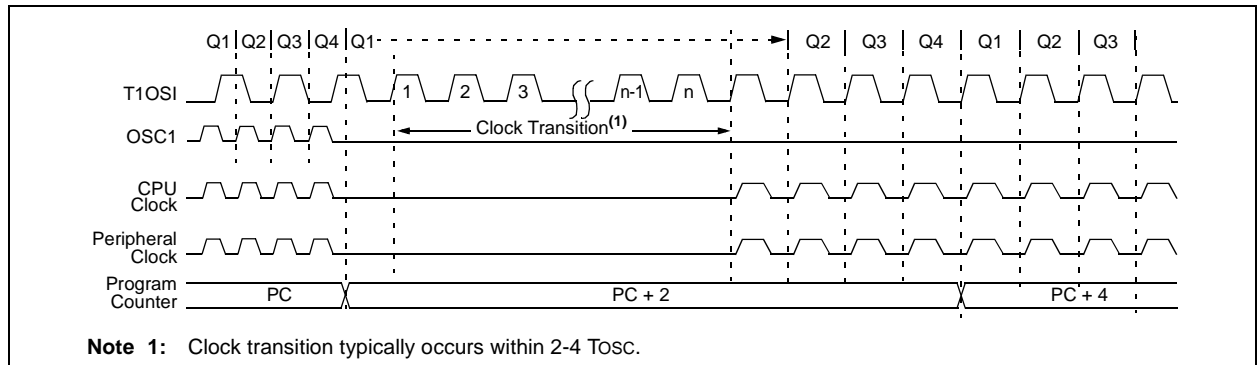 Q1 Q2 Q3 Q4 Q1 Q2 Q3 Q4 Q1 Q2 Q3
T1OSI 1 2 3 n-1 n
Clock Transition(1)
OSC1
CPU
Clock
Peripheral
Clock
Program
Counter
PC PC + 2 PC + 4
Note 1: Clock transition typically occurs within 2-4 TOSC.